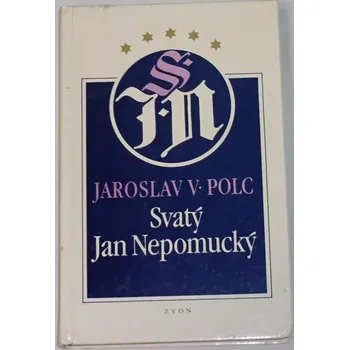 S.
J.N
JAROSLAV V. POLC
Svatý
Jan Nepomucký
ZVON